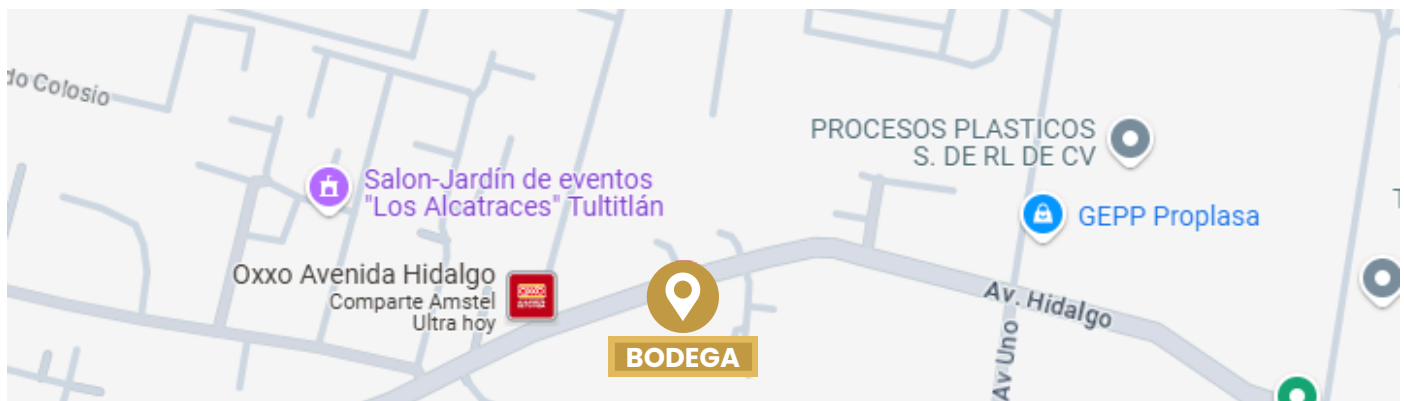 do Colosio
PROCESOS PLASTICOS
S. DE RL DE CV
Salon-Jardín de eventos
"Los Alcatraces" Tultitlán
GEPP Proplasa
Oxxo Avenida Hidalgo
Comparte Amstel
Ultra hoy
OXXO
Av. Hidalgo
Av Uno
BODEGA